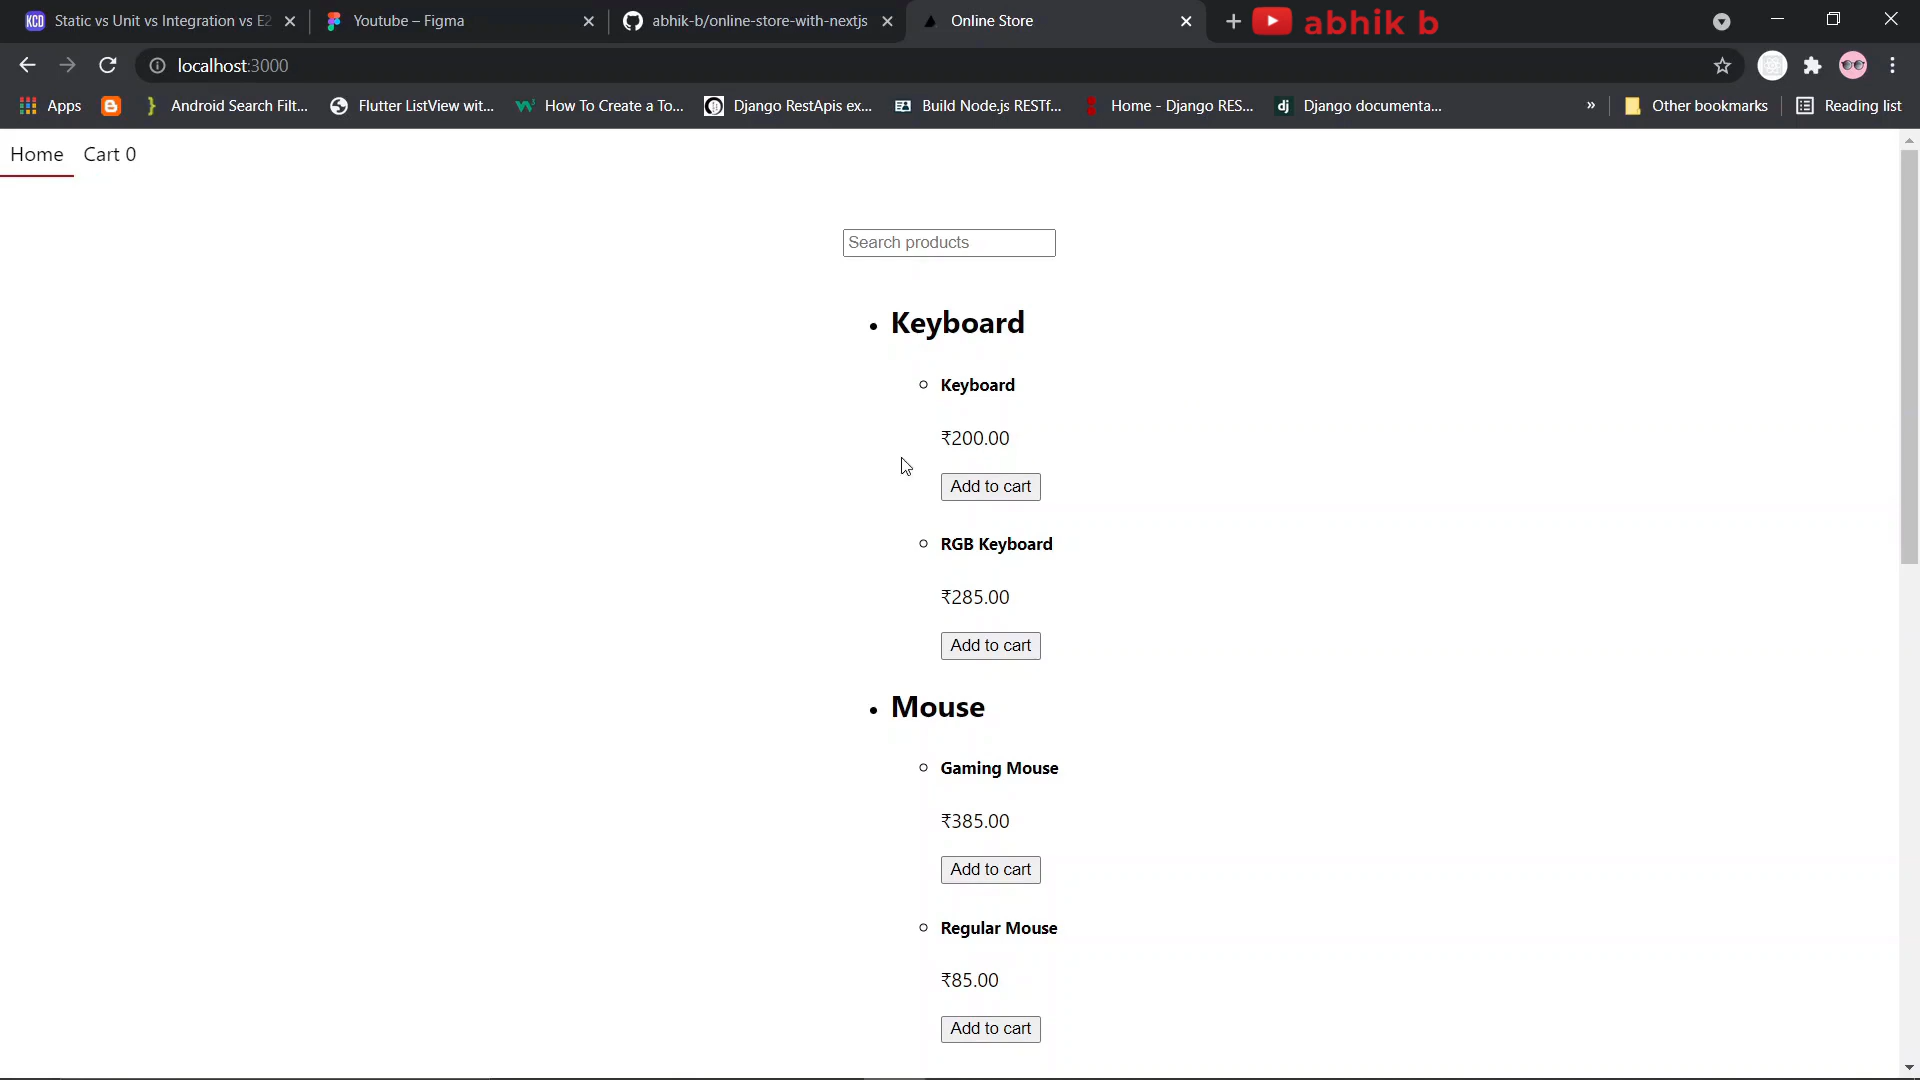 KCD Static vs Unit vs Integration vs E2
Youtube – Figma
abhik-b/online-store-with-nextjs
Online Store
abhik b
localhost:3000
Apps
Android Search Filt...
Flutter ListView wit...
How To Create a To...
Django RestApis ex...
Build Node.js RESTf...
Home - Django RES...
dj Django documenta...
»
Other bookmarks
Reading list
Home
Cart 0
Search products
Keyboard
Keyboard
₹200.00
Add to cart
RGB Keyboard
₹285.00
Add to cart
Mouse
Gaming Mouse
₹385.00
Add to cart
Regular Mouse
₹85.00
Add to cart